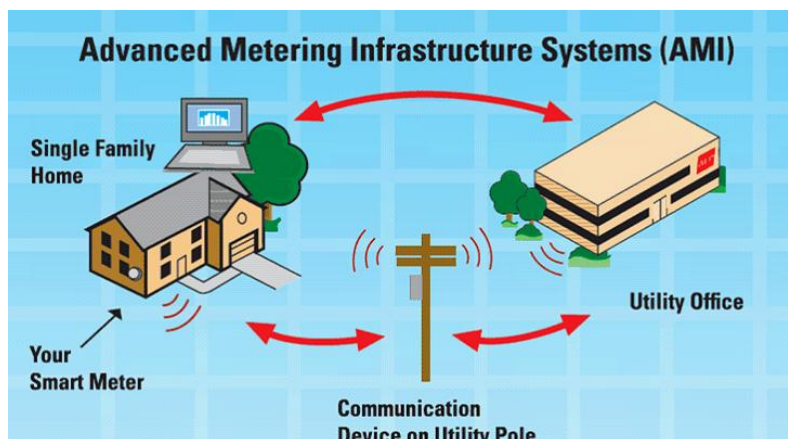 Advanced Metering Infrastructure Systems (AMI)
Single Family
Home
Utility Office
Your
Smart Meter
Communication
Device on Utility Pole